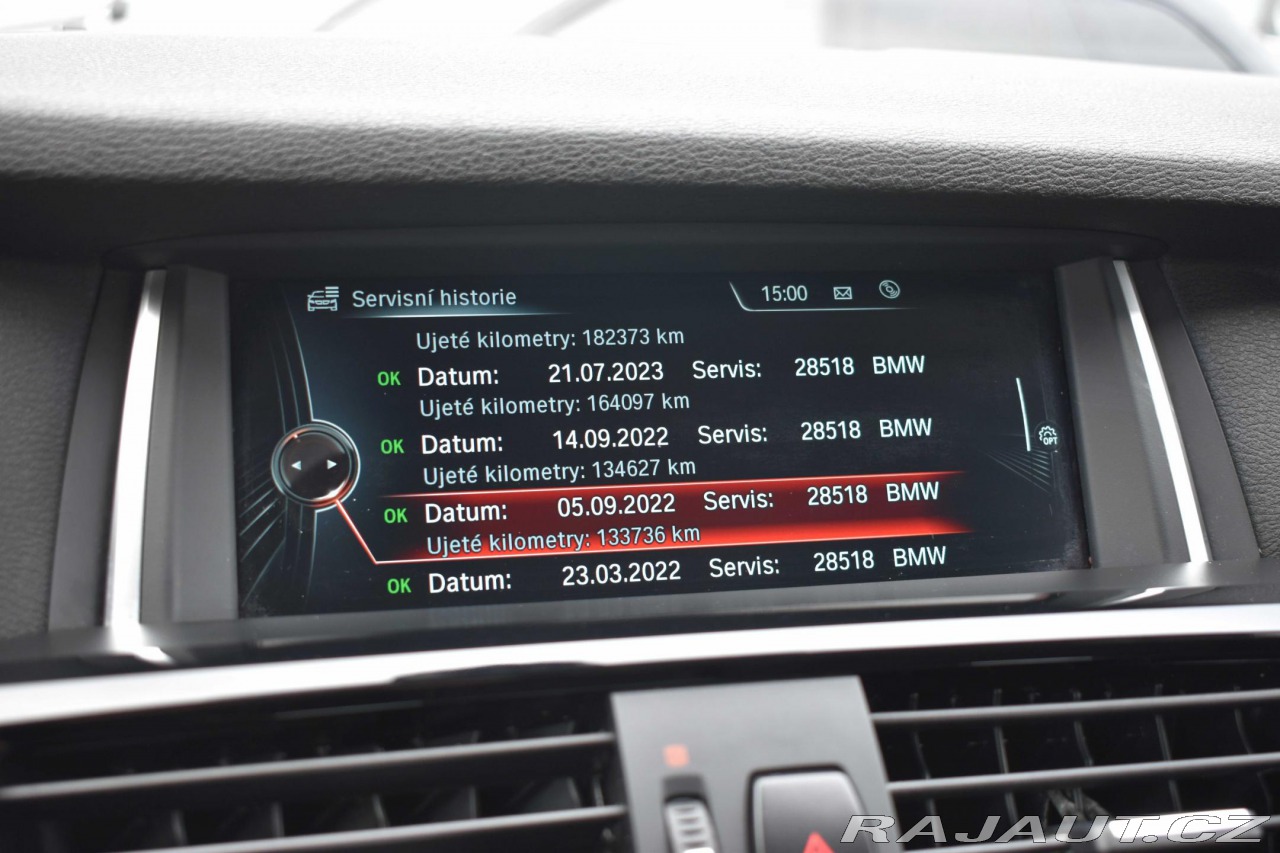 Servisní historie 15:00
Ujeté kilometry: 182373 km
OK Datum: 21.07.2023 Servis: 28518 BMW
Ujeté kilometry: 164097 km
OK Datum: 14.09.2022 Servis: 28518 BMW
Ujeté kilometry: 134627 km
OK Datum: 05.09.2022 Servis: 28518 BMW
Ujeté kilometry: 133736 km
OK Datum: 23.03.2022 Servis: 28518 BMW
OPT
RAJAUT.CZ